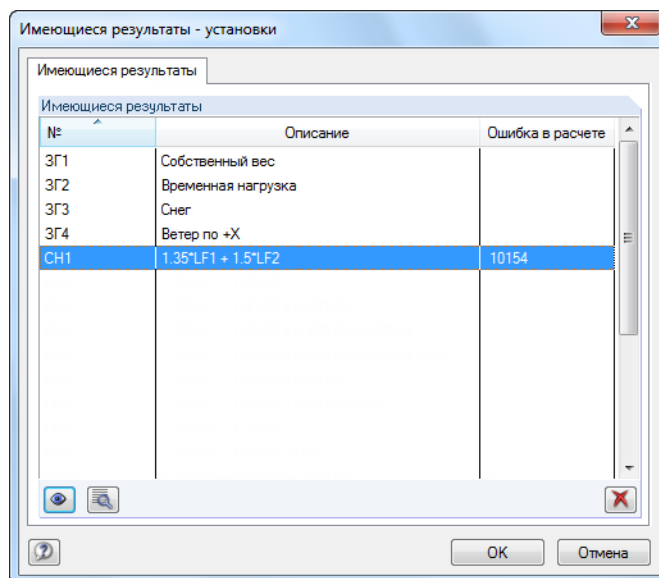 Имеющиеся результаты - установки
Имеющиеся результаты
Имеющиеся результаты
№ Описание Ошибка в расчете
ЗГ1 Собственный вес
ЗГ2 Временная нагрузка
ЗГ3 Снег
ЗГ4 Ветер по +X
СН1 1.35*LF1 + 1.5*LF2 10154
OK Отмена